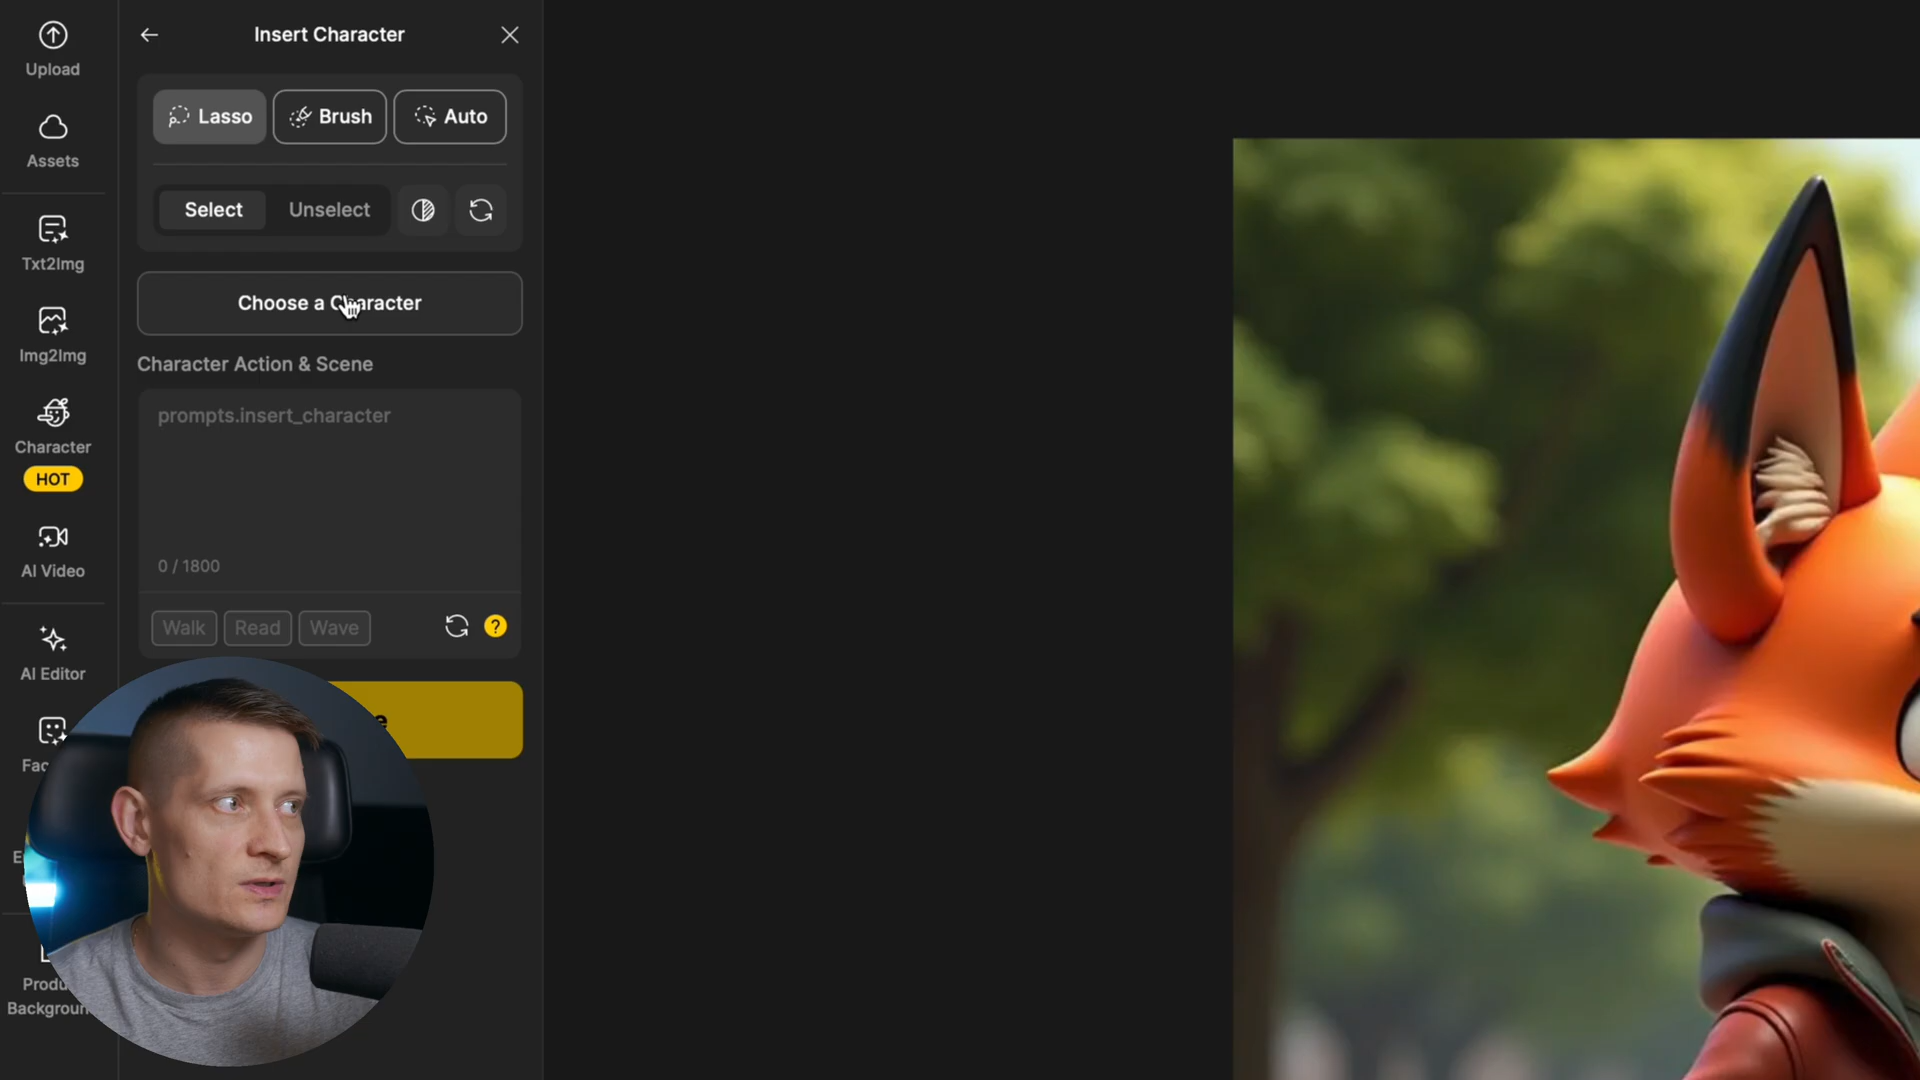 Upload
Assets
Txt2Img
Img2Img
Character
HOT
AI Video
AI Editor
Insert Character
Lasso
Brush
Auto
Select
Unselect
Choose a Character
Character Action & Scene
prompts.insert_character
0 / 1800
Walk
Read
Wave
?